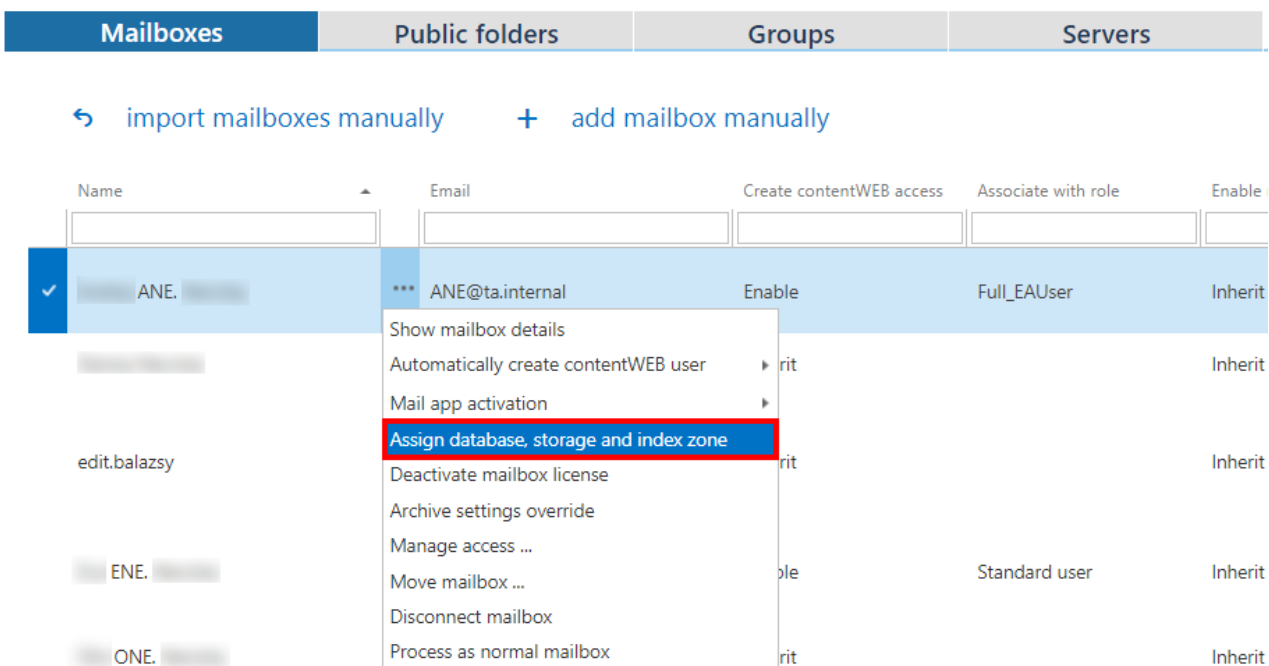 Mailboxes Public folders Groups Servers
import mailboxes manually + add mailbox manually
Name Email Create contentWEB access Associate with role Enable
ANE. ••• ANE@ta.internal Enable Full_EAUser Inherit
Show mailbox details
Automatically create contentWEB user rit Inherit
Mail app activation
Assign database, storage and index zone
edit.balazsy rit Inherit
Deactivate mailbox license
Archive settings override
Manage access ...
ENE. ble Standard user Inherit
Move mailbox ...
Disconnect mailbox
ONE. Process as normal mailbox rit Inherit